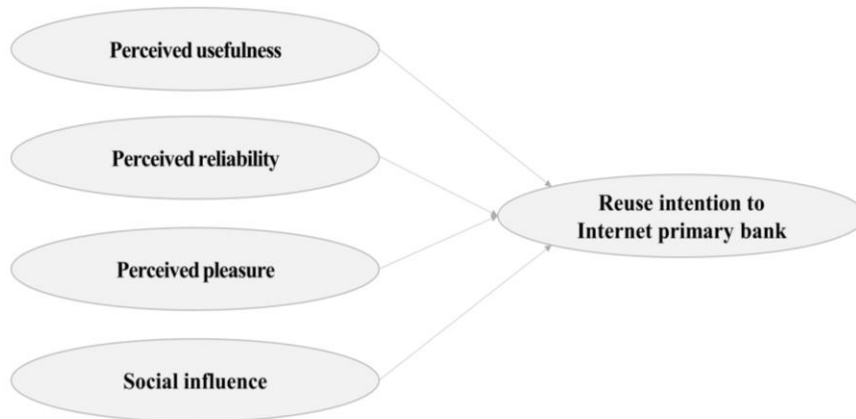 Perceived usefulness
Perceived reliability
Perceived pleasure
Social influence
Reuse intention to
Internet primary bank